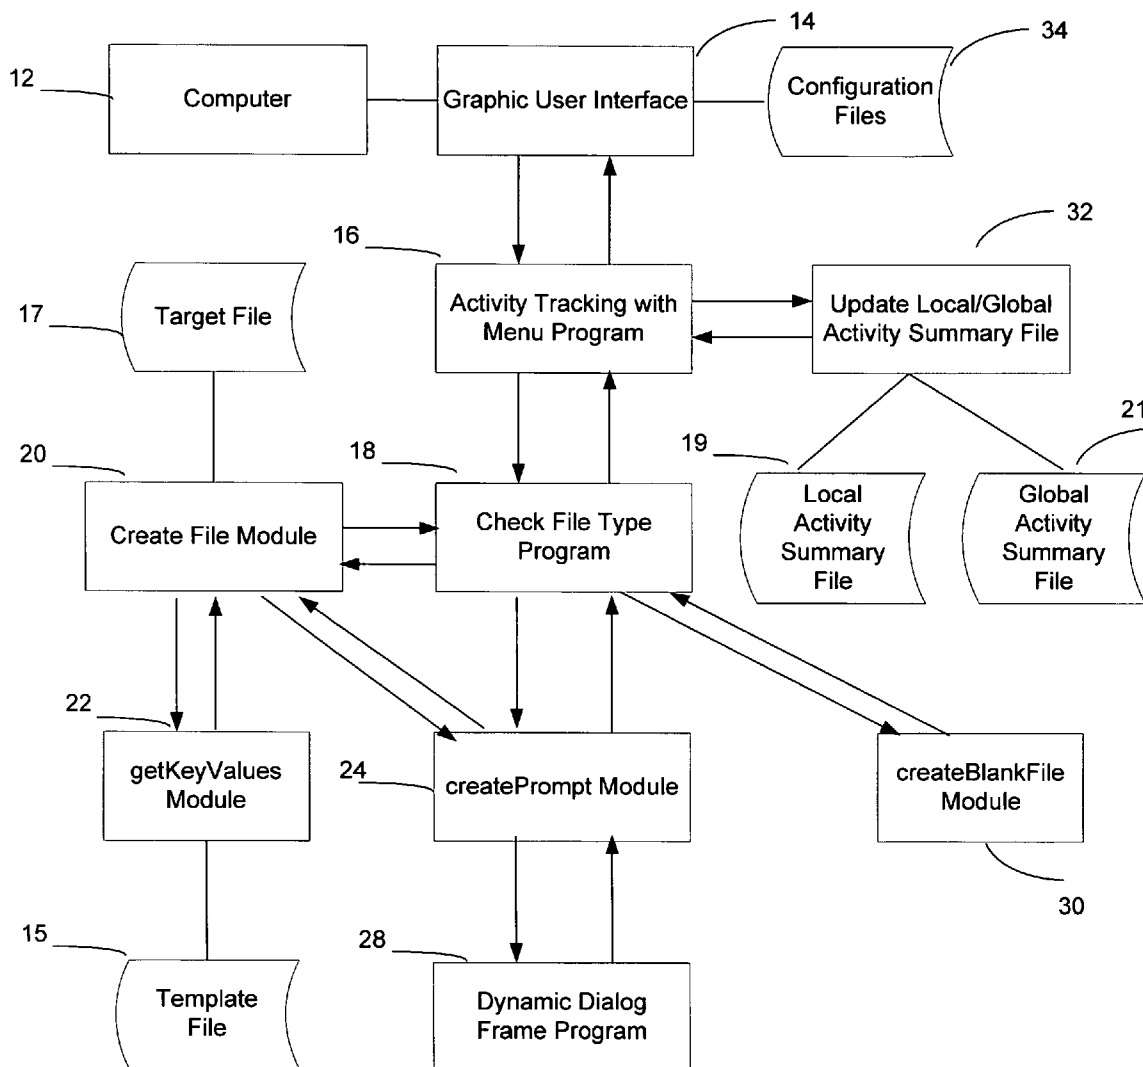 14
34
12
Computer
Graphic User Interface
Configuration
Files
32
16
17
Target File
Activity Tracking with
Menu Program
Update Local/Global
Activity Summary File
21
20
18
19
Create File Module
Check File Type
Program
Local
Activity
Summary
File
Global
Activity
Summary
File
22
getKeyValues
Module
24
createPrompt Module
createBlankFile
Module
30
15
28
Template
File
Dynamic Dialog
Frame Program